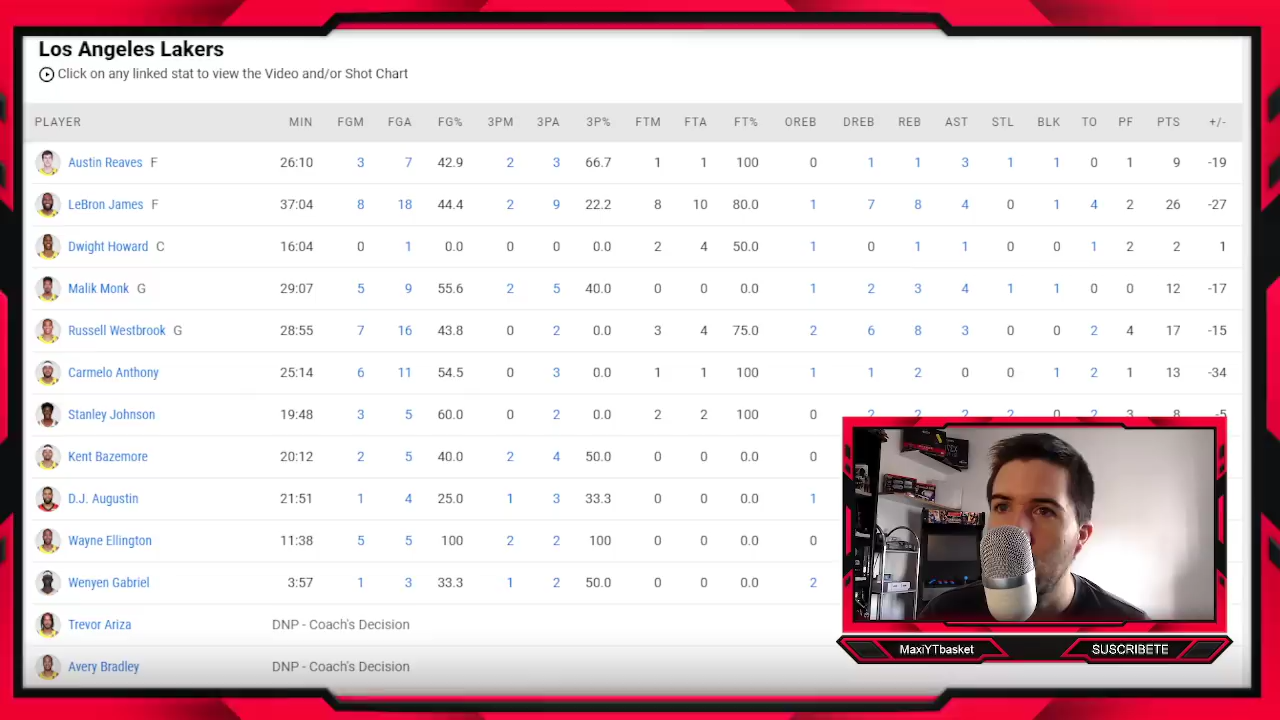 Los Angeles Lakers
Click on any linked stat to view the Video and/or Shot Chart
PLAYER MIN FGM FGA FG% 3PM 3PA 3P% FTM FTA FT% OREB DREB REB AST STL BLK TO PF PTS +/-
Austin Reaves F 26:10 3 7 42.9 2 3 66.7 1 1 100 0 1 1 3 1 1 0 1 9 -19
LeBron James F 37:04 8 18 44.4 2 9 22.2 8 10 80.0 1 7 8 4 0 1 4 2 26 -27
Dwight Howard C 16:04 0 1 0.0 0 0 0.0 2 4 50.0 1 0 1 1 0 0 1 2 2 1
Malik Monk G 29:07 5 9 55.6 2 5 40.0 0 0 0.0 1 2 3 4 1 1 0 0 12 -17
Russell Westbrook G 28:55 7 16 43.8 0 2 0.0 3 4 75.0 2 6 8 3 0 0 2 4 17 -15
Carmelo Anthony 25:14 6 11 54.5 0 3 0.0 1 1 100 1 1 2 0 0 1 2 1 13 -34
Stanley Johnson 19:48 3 5 60.0 0 2 0.0 2 2 100 0 2 2 2 2 0 2 3 8 -5
Kent Bazemore 20:12 2 5 40.0 2 4 50.0 0 0 0.0 0
D.J. Augustin 21:51 1 4 25.0 1 3 33.3 0 0 0.0 1
Wayne Ellington 11:38 5 5 100 2 2 100 0 0 0.0 0
Wenyen Gabriel 3:57 1 3 33.3 1 2 50.0 0 0 0.0 2
Trevor Ariza DNP - Coach's Decision
Avery Bradley DNP - Coach's Decision
MaxiYTbasket SUSCRIBETE